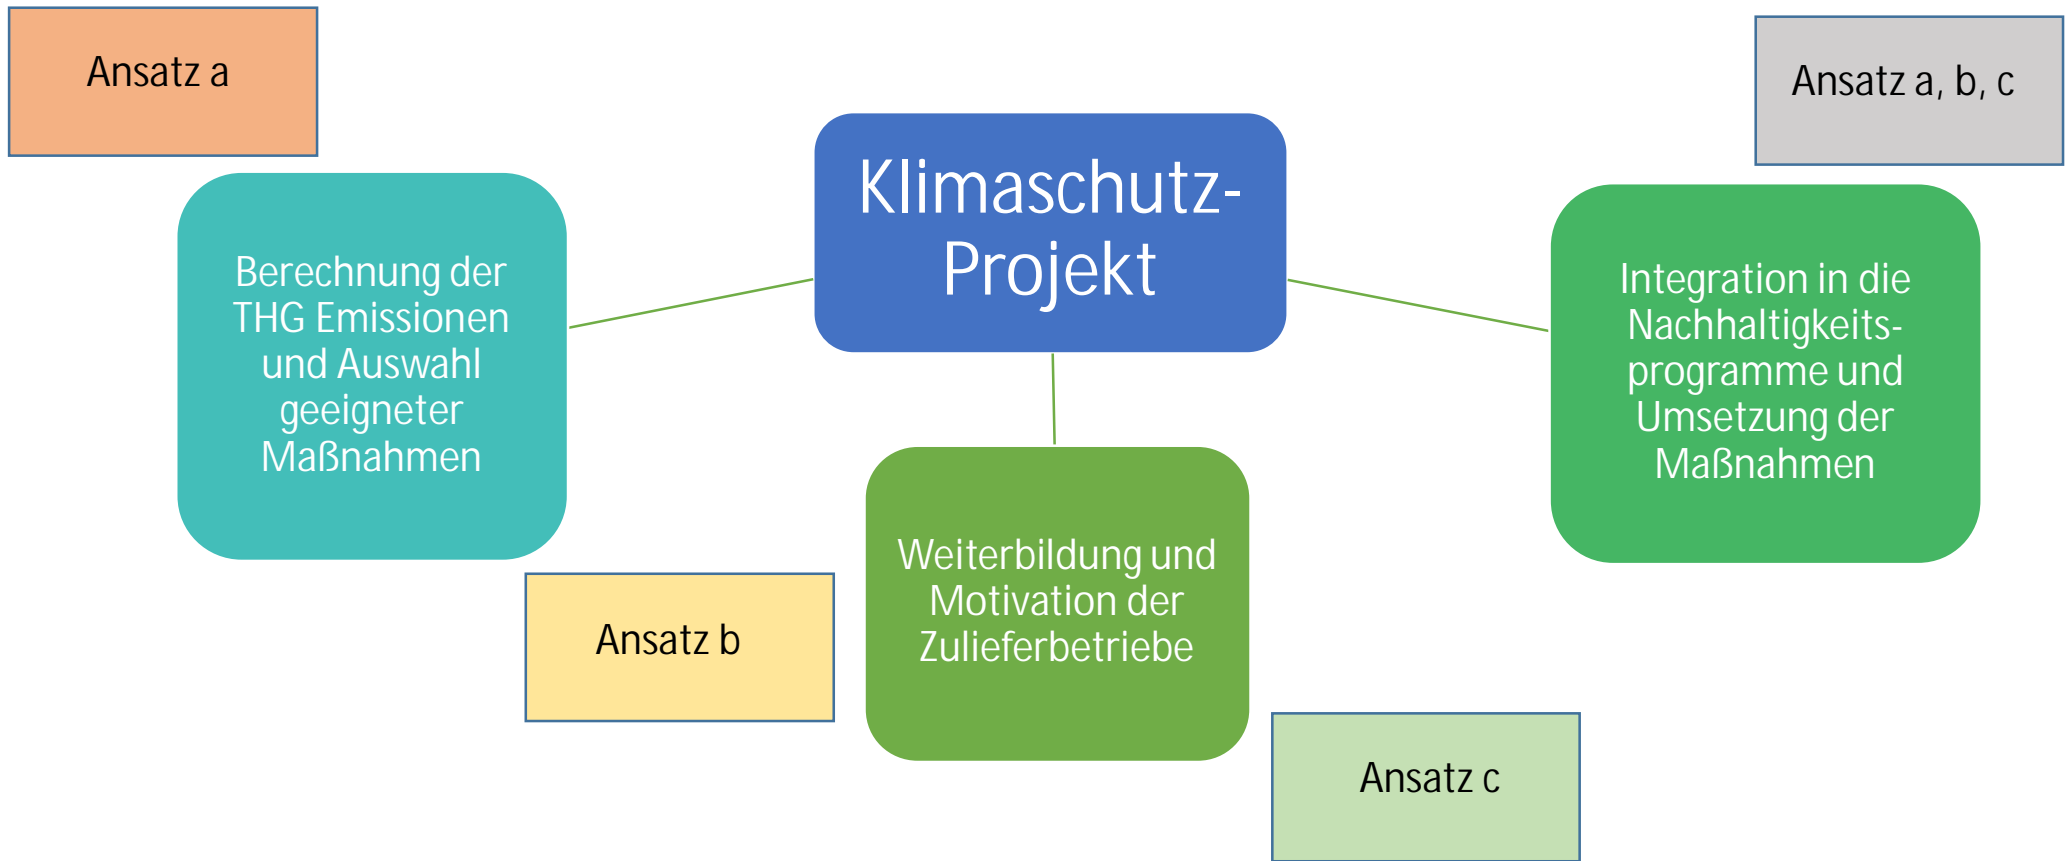 Ansatz a
Berechnung der
THG Emissionen
und Auswahl
geeigneter
Maßnahmen
Klimaschutz-
Projekt
Ansatz b
Weiterbildung und
Motivation der
Zulieferbetriebe
Ansatz c
Ansatz a, b, c
Integration in die
Nachhaltigkeits-
programme und
Umsetzung der
Maßnahmen